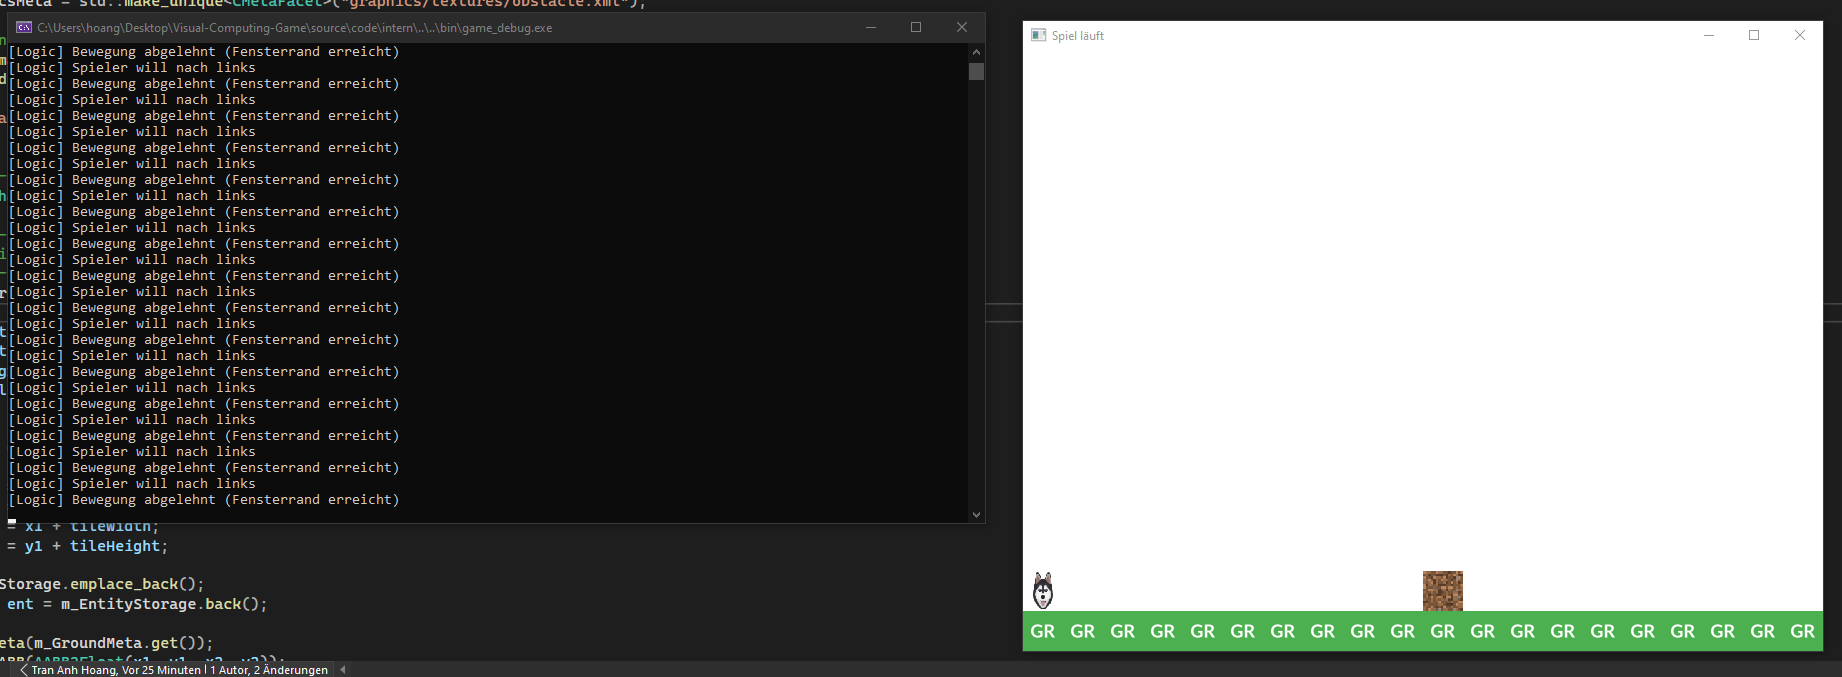 csMeta = std::make_unique<CMetaFacet>("graphics/textures/obstacle.xml");
C:\Users\hoang\Desktop\Visual-Computing-Game\source\code\intern\..\..\bin\game_debug.exe
[Logic] Bewegung abgelehnt (Fensterrand erreicht)
[Logic] Spieler will nach links
[Logic] Bewegung abgelehnt (Fensterrand erreicht)
[Logic] Spieler will nach links
[Logic] Bewegung abgelehnt (Fensterrand erreicht)
[Logic] Spieler will nach links
[Logic] Bewegung abgelehnt (Fensterrand erreicht)
[Logic] Spieler will nach links
[Logic] Bewegung abgelehnt (Fensterrand erreicht)
[Logic] Spieler will nach links
[Logic] Bewegung abgelehnt (Fensterrand erreicht)
[Logic] Spieler will nach links
[Logic] Bewegung abgelehnt (Fensterrand erreicht)
[Logic] Spieler will nach links
[Logic] Bewegung abgelehnt (Fensterrand erreicht)
[Logic] Spieler will nach links
[Logic] Bewegung abgelehnt (Fensterrand erreicht)
[Logic] Spieler will nach links
[Logic] Bewegung abgelehnt (Fensterrand erreicht)
[Logic] Spieler will nach links
[Logic] Bewegung abgelehnt (Fensterrand erreicht)
[Logic] Spieler will nach links
[Logic] Bewegung abgelehnt (Fensterrand erreicht)
[Logic] Spieler will nach links
[Logic] Bewegung abgelehnt (Fensterrand erreicht)
[Logic] Spieler will nach links
[Logic] Bewegung abgelehnt (Fensterrand erreicht)
[Logic] Spieler will nach links
[Logic] Bewegung abgelehnt (Fensterrand erreicht)
= x1 + tileWidth;
= y1 + tileHeight;
Storage.emplace_back();
ent = m_EntityStorage.back();
eta(m_GroundMeta.get());
ABB(AABB2Float(x1, y1, x2, y2));
Tran Anh Hoang, Vor 25 Minuten | 1 Autor, 2 Änderungen
Spiel läuft
GR GR GR GR GR GR GR GR GR GR GR GR GR GR GR GR GR GR GR GR